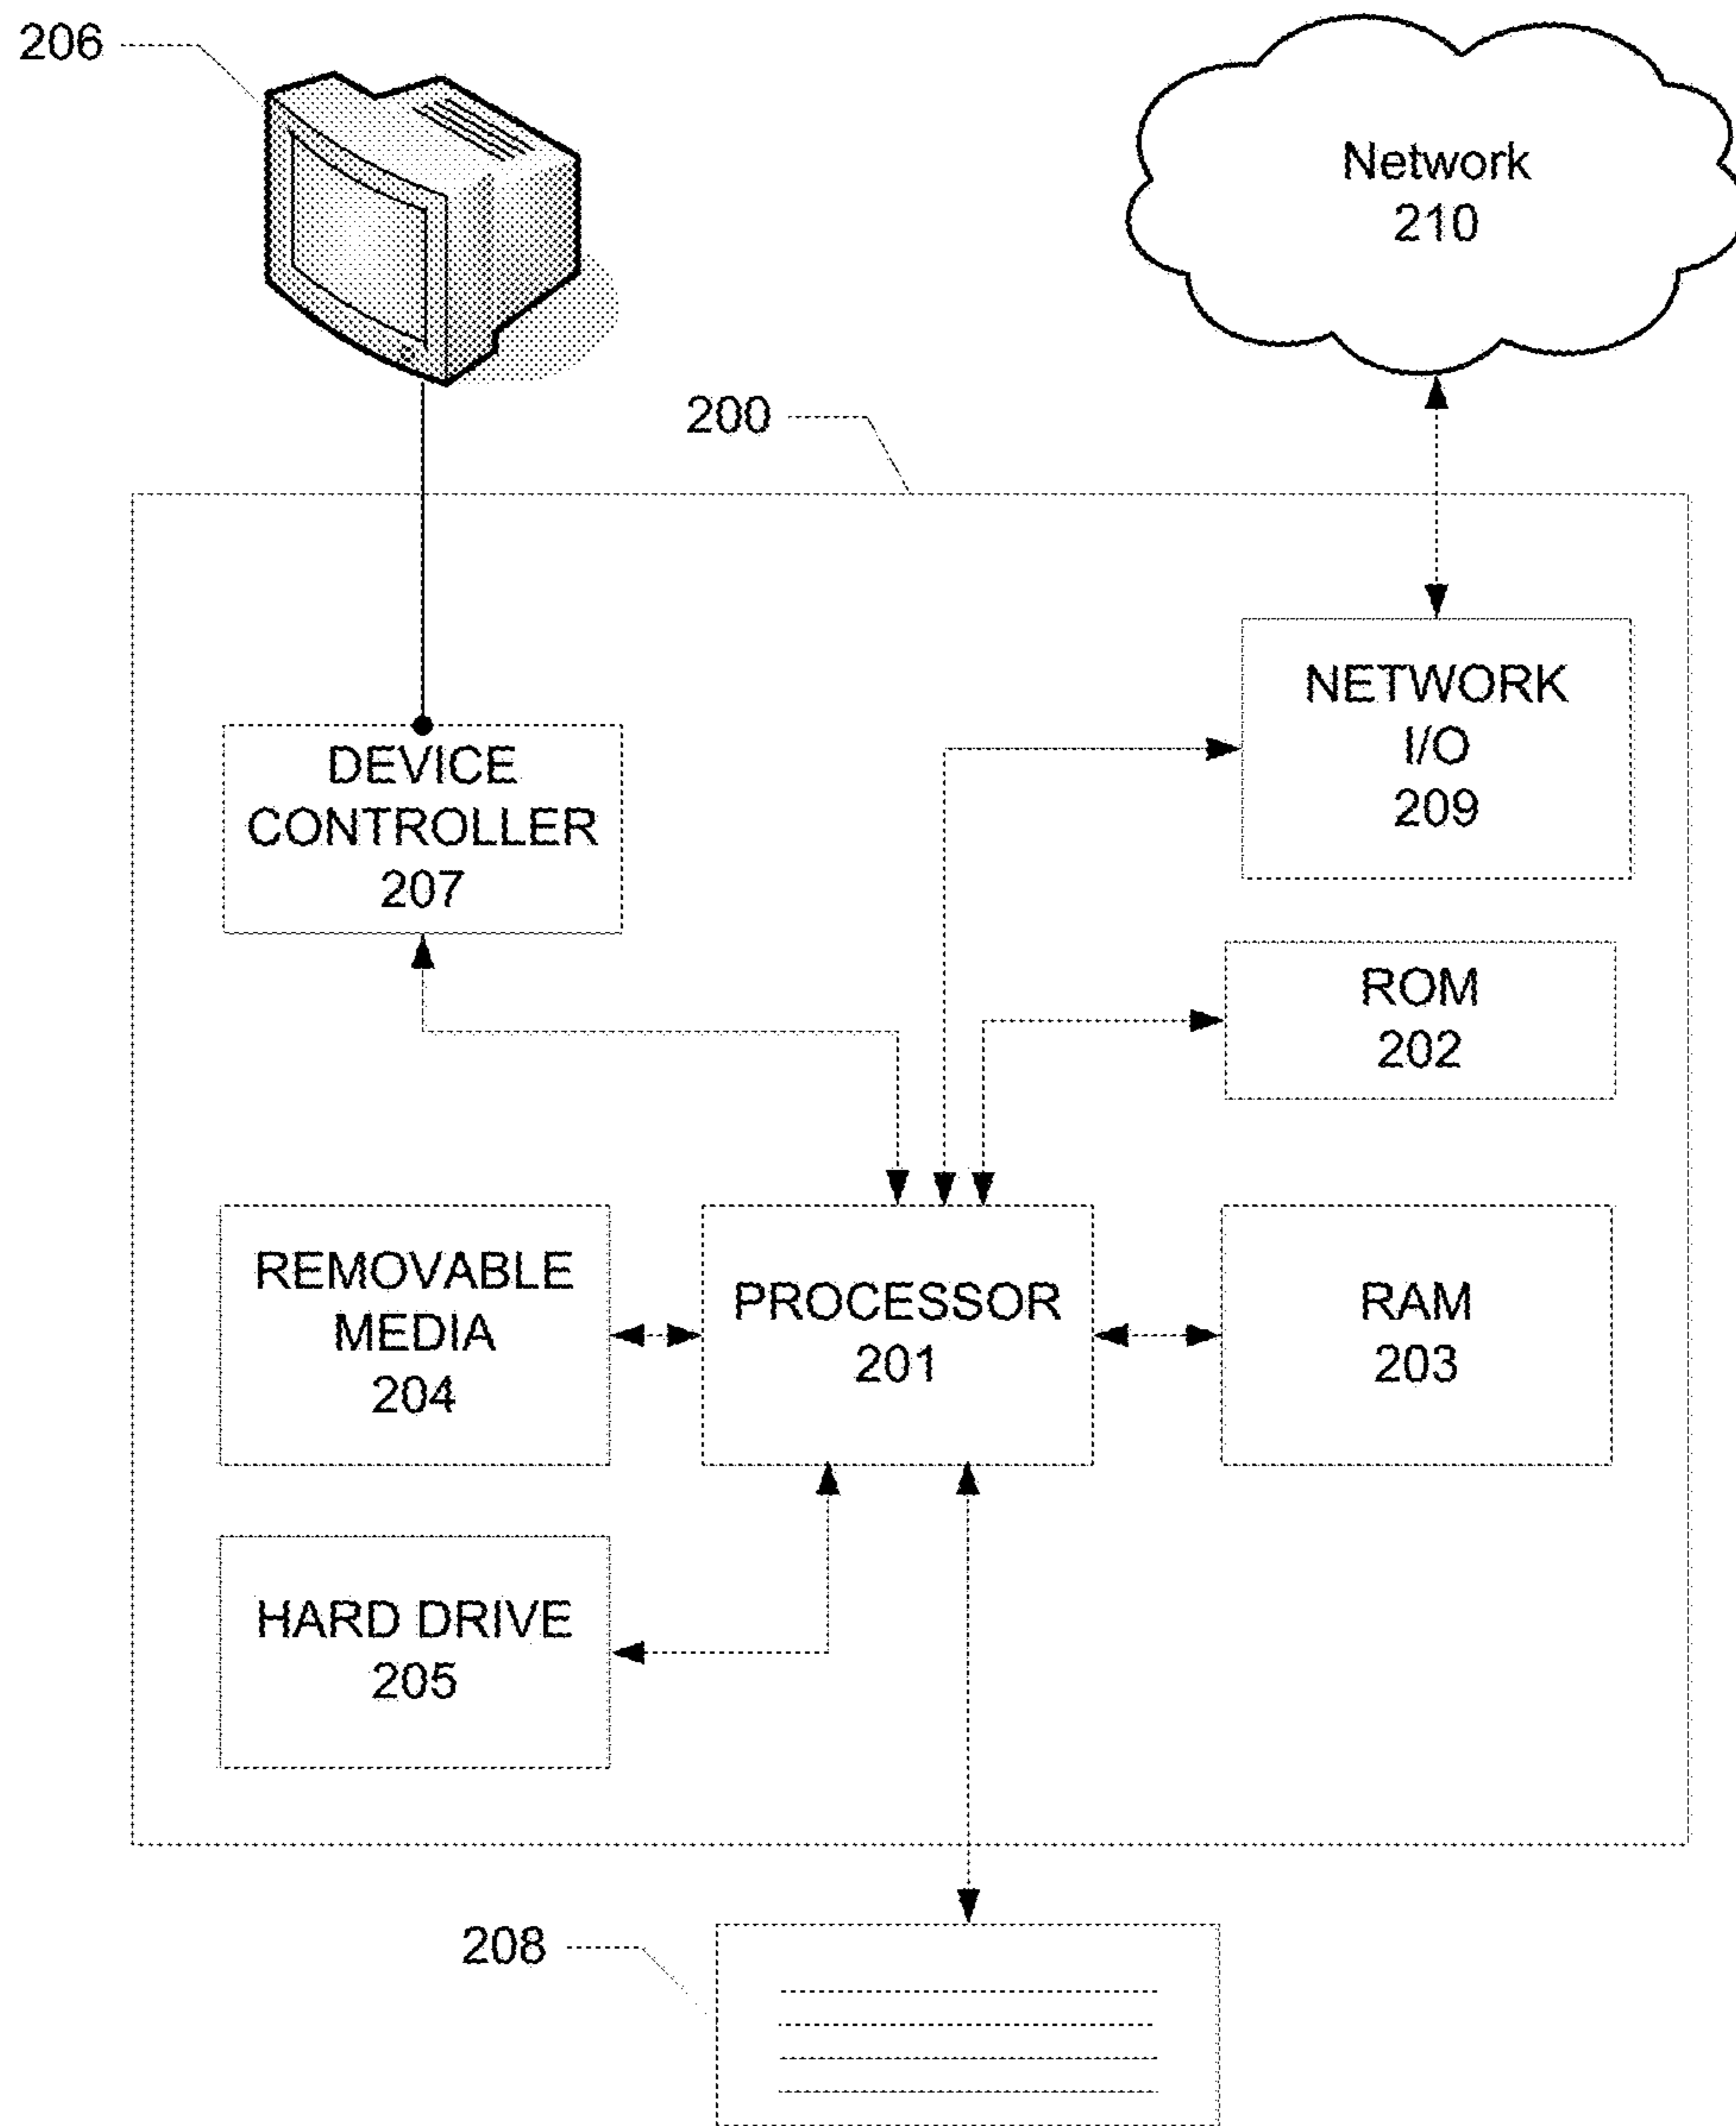 206
Network
210
200
NETWORK
I/O
209
DEVICE
CONTROLLER
207
ROM
202
REMOVABLE
MEDIA
204
PROCESSOR
201
RAM
203
HARD DRIVE
205
208